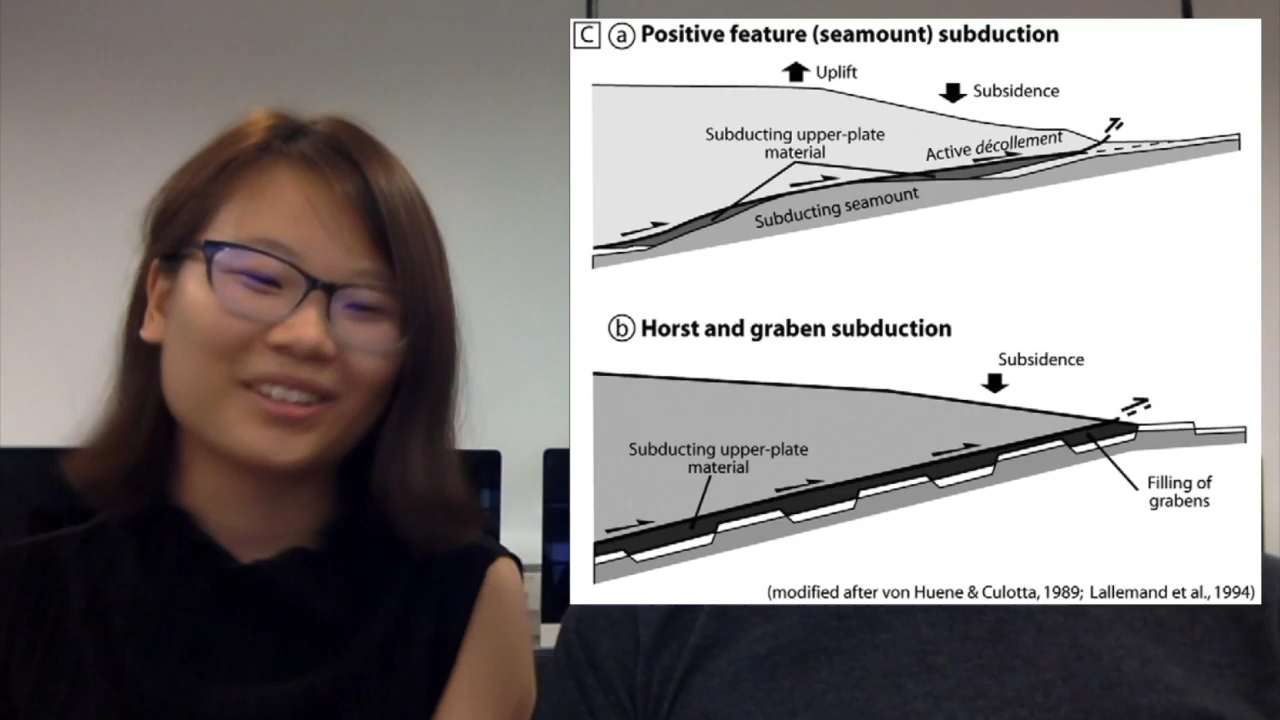 C a Positive feature (seamount) subduction
Uplift
Subsidence
Subducting upper-plate
material
Active décollement
Subducting seamount
b Horst and graben subduction
Subsidence
Subducting upper-plate
material
Filling of
grabens
(modified after von Huene & Culotta, 1989; Lallemand et al., 1994)